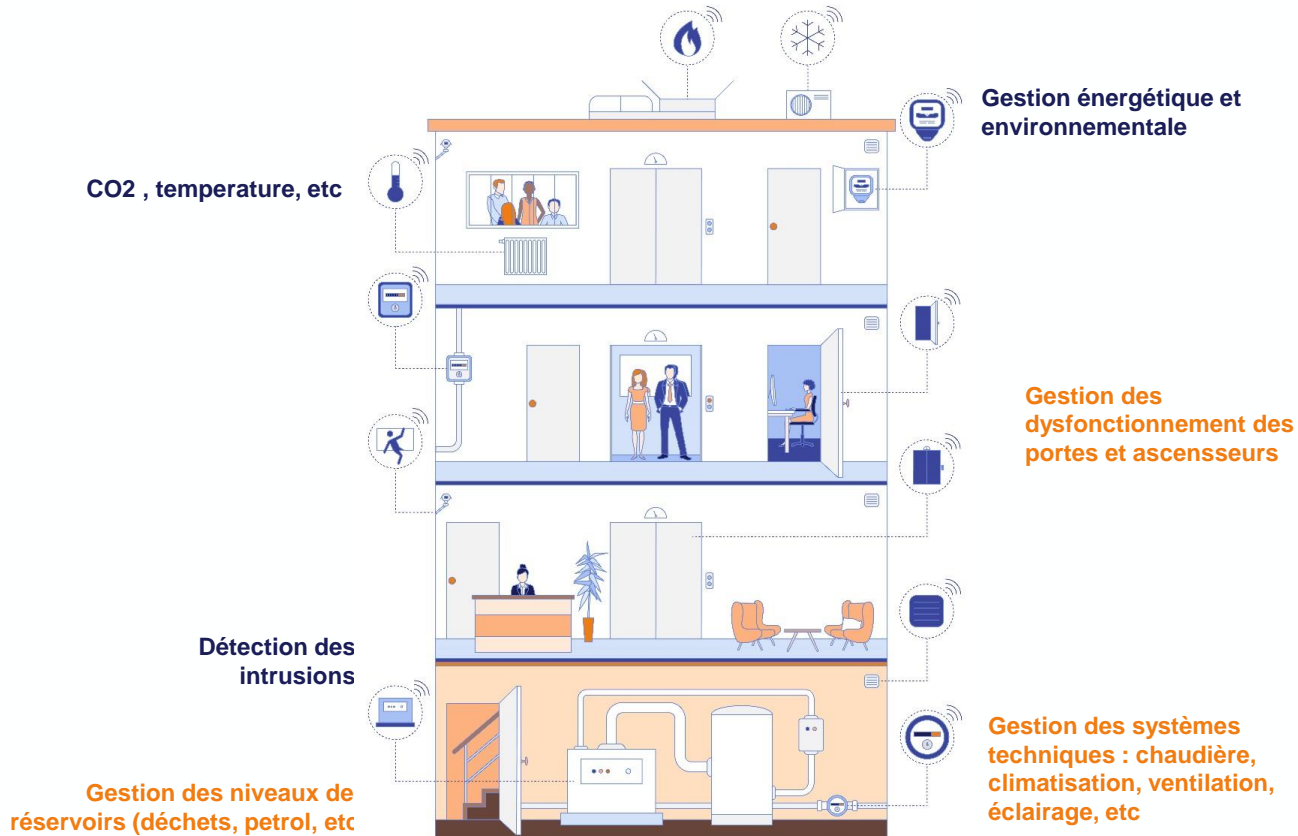 Gestion énergétique et
environnementale
CO2 , temperature, etc
Gestion des
dysfonctionnement des
portes et ascensseurs
Détection des
intrusions
Gestion des systèmes
techniques : chaudière,
climatisation, ventilation,
éclairage, etc
Gestion des niveaux de
réservoirs (déchets, petrol, etc